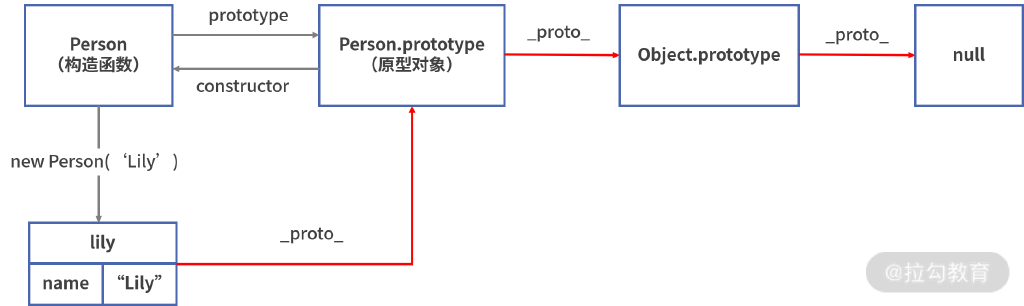 prototype
Person
（构造函数）
constructor
Person.prototype
（原型对象）
_proto_
Object.prototype
_proto_
null
new Person(‘Lily’)
lily
name
“Lily”
_proto_
@拉勾教育